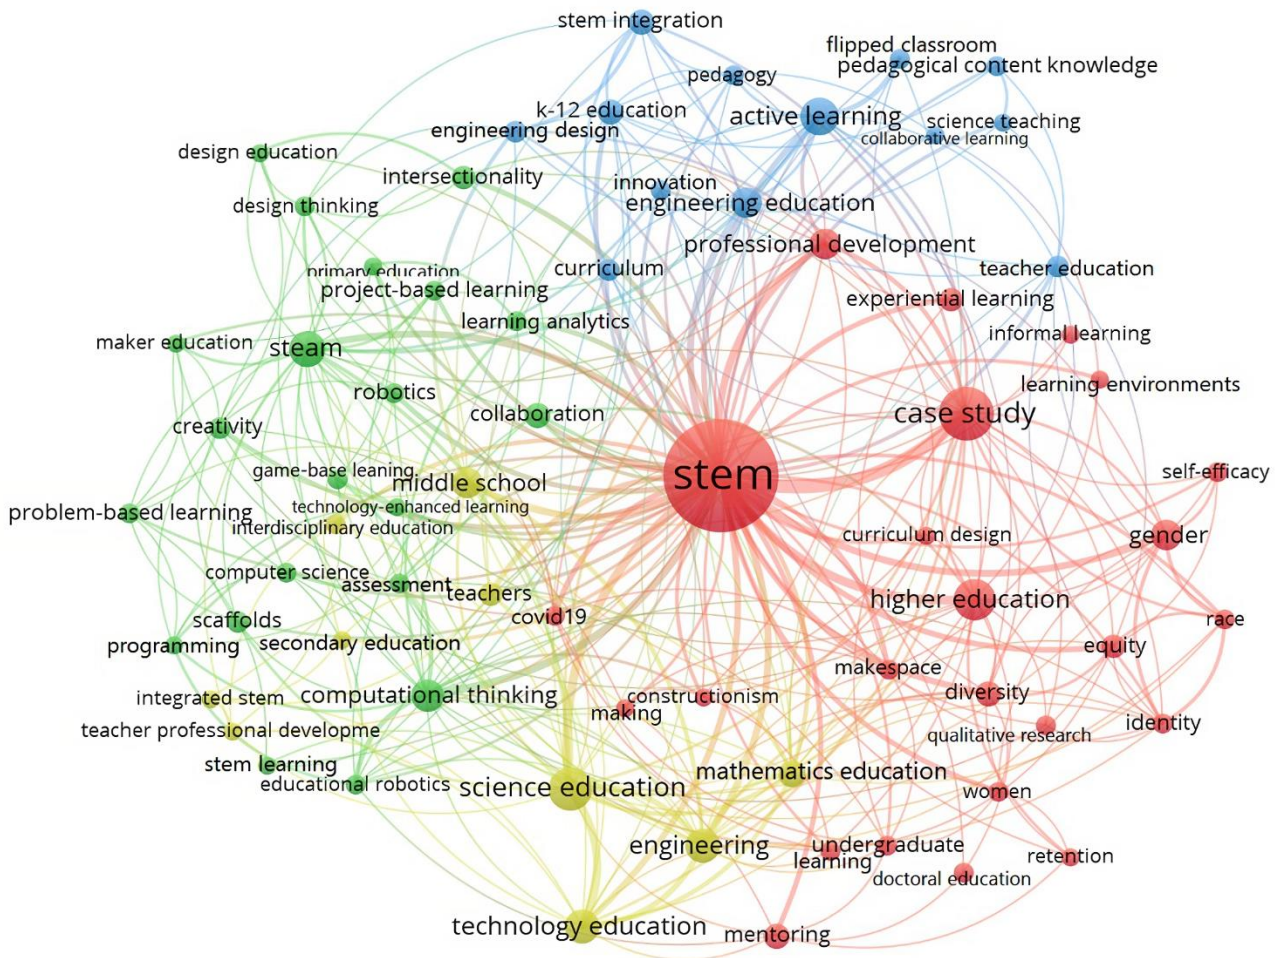 stem integration
flipped classroom
pedagogical content knowledge
pedagogy
k-12 education
active learning
engineering design
science teaching
collaborative learning
design education
intersectionality
innovation
engineering education
design thinking
professional development
primary education
curriculum
teacher education
project-based learning
experiential learning
learning analytics
informal learning
maker education
steam
robotics
learning environments
collaboration
case study
creativity
game-base leaning
middle school
stem
self-efficacy
technology-enhanced learning
problem-based learning
interdisciplinary education
curriculum design
gender
computer science
assessment
teachers
higher education
covid19
scaffolds
race
programming
secondary education
equity
makespace
integrated stem
computational thinking
constructionism
making
diversity
identity
teacher professional developme
qualitative research
stem learning
mathematics education
educational robotics
science education
women
engineering
undergraduate
learning
retention
doctoral education
technology education
mentoring